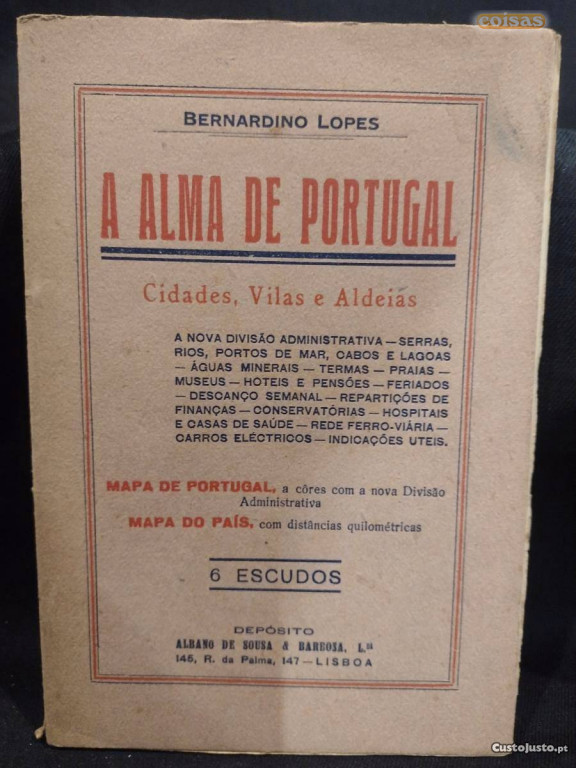 coisas
BERNARDINO LOPES
A ALMA DE PORTUGAL
Cidades, Vilas e Aldeias
A NOVA DIVISÃO ADMINISTRATIVA — SERRAS,
RIOS, PORTOS DE MAR, CABOS E LAGOAS
— ÁGUAS MINERAIS — TERMAS — PRAIAS —
MUSEUS — HOTEIS E PENSÕES — FERIADOS
— DESCANÇO SEMANAL — REPARTIÇÕES DE
FINANÇAS — CONSERVATÓRIAS — HOSPITAIS
E CASAS DE SAÚDE — REDE FERRO-VIÁRIA —
CARROS ELÉCTRICOS — INDICAÇÕES UTEIS.
MAPA DE PORTUGAL, a côres com a nova Divisão
Administrativa
MAPA DO PAÍS, com distâncias quilométricas
6 ESCUDOS
DEPÓSITO
ALBANO DE SOUSA & BARBOSA, L.da
145, R. da Palma, 147 — LISBOA
CustoJusto.pt